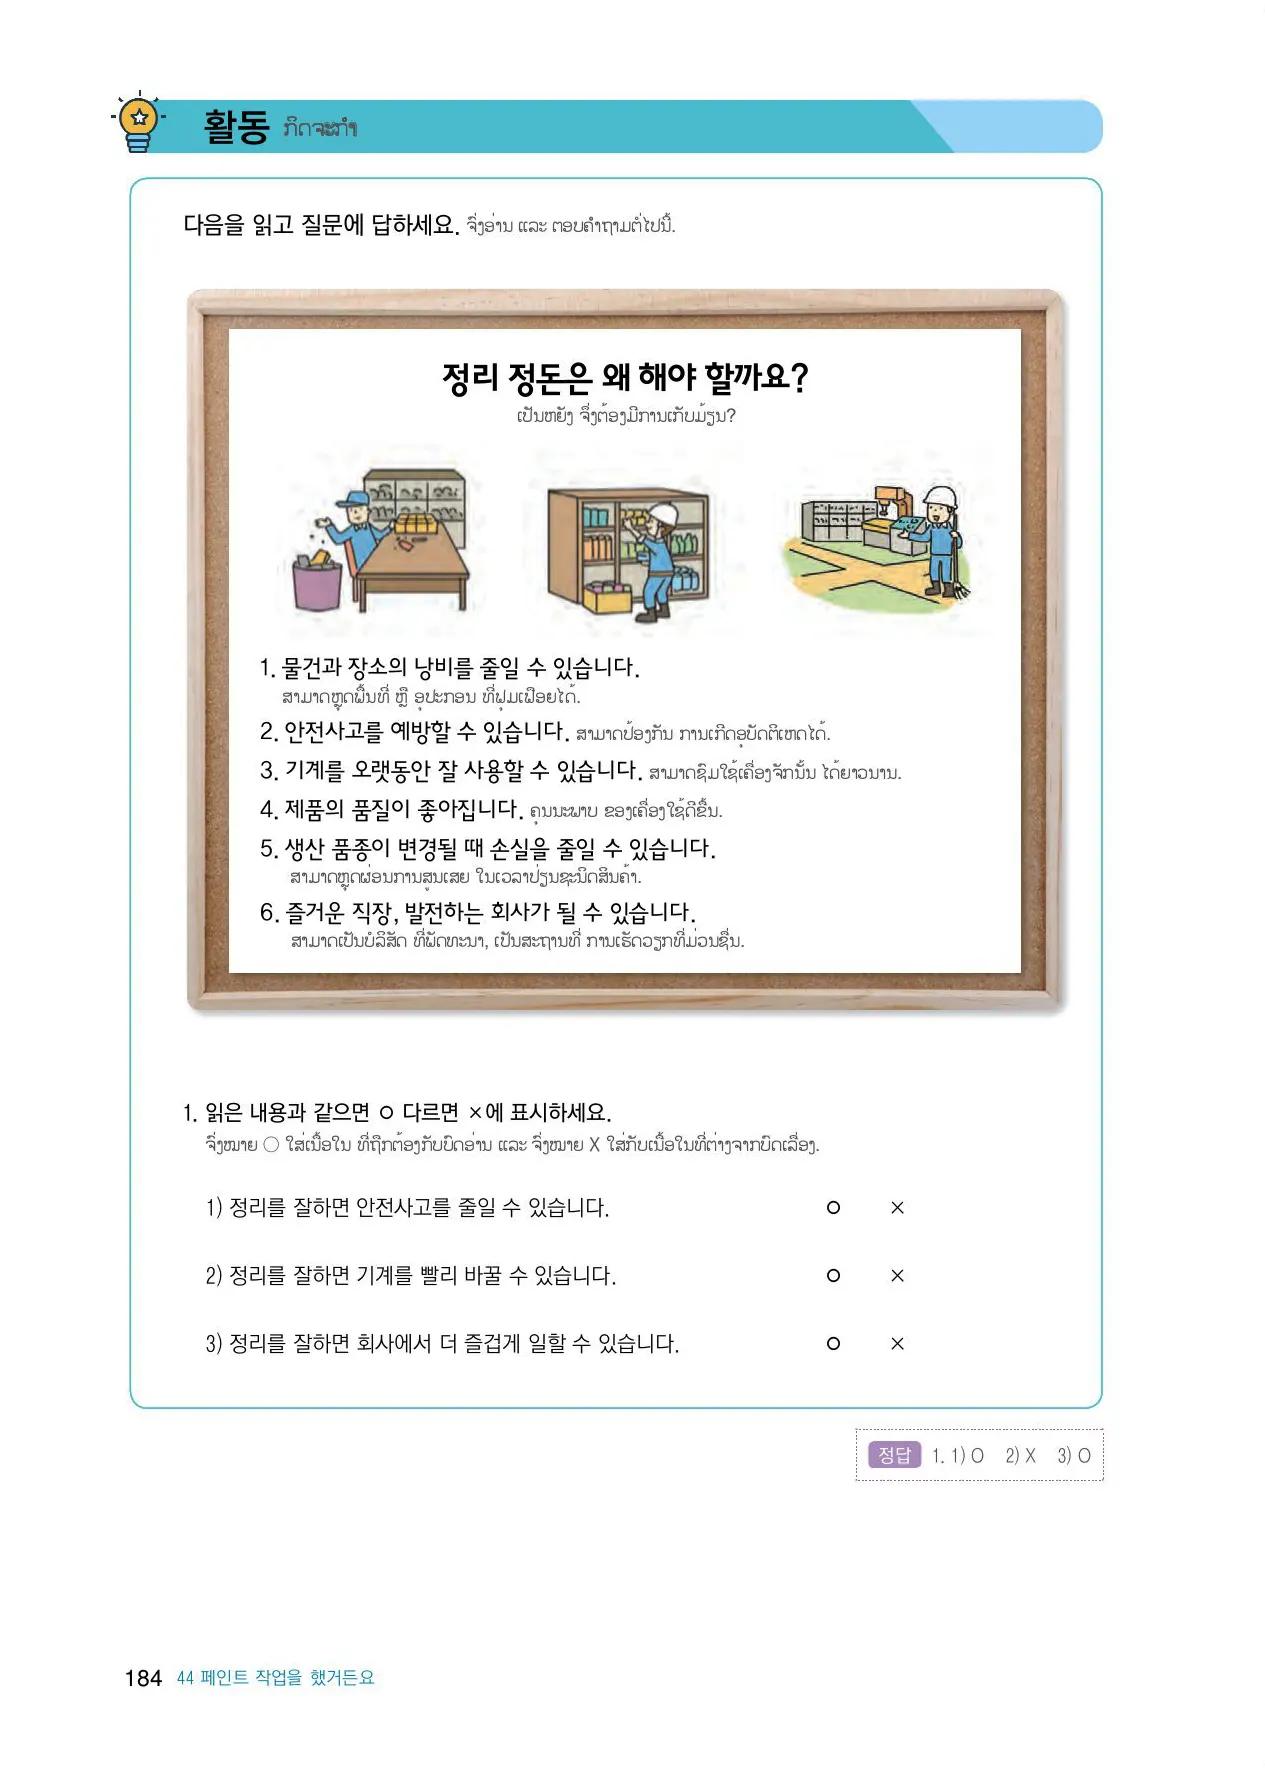 활동 ກິດຈະກຳ
다음을 읽고 질문에 답하세요. ຈົ່ງອ່ານ ແລະ ຕອບຄຳຖາມຕໍ່ໄປນີ້.
정리 정돈은 왜 해야 할까요?
ເປັນຫຍັງ ຈຶ່ງຕ້ອງມີການເກັບມ້ຽນ?
1. 물건과 장소의 낭비를 줄일 수 있습니다.
ສາມາດຫຼຸດພື້ນທີ່ ຫຼື ອຸປະກອນ ທີ່ຟຸມເຟືອຍໄດ້.
2. 안전사고를 예방할 수 있습니다. ສາມາດປ້ອງກັນ ການເກີດອຸບັດຕິເຫດໄດ້.
3. 기계를 오랫동안 잘 사용할 수 있습니다. ສາມາດຊົມໃຊ້ເຄື່ອງຈັກນັ້ນ ໄດ້ຍາວນານ.
4. 제품의 품질이 좋아집니다. ຄຸນນະພາບ ຂອງເຄື່ອງໃຊ້ດີຂື້ນ.
5. 생산 품종이 변경될 때 손실을 줄일 수 있습니다.
ສາມາດຫຼຸດຜ່ອນການສູນເສຍ ໃນເວລາປ່ຽນຊະນິດສິນຄ້າ.
6. 즐거운 직장, 발전하는 회사가 될 수 있습니다.
ສາມາດເປັນບໍລິສັດ ທີ່ພັດທະນາ, ເປັນສະຖານທີ່ ການເຮັດວຽກທີ່ມ່ວນຊື່ນ.
1. 읽은 내용과 같으면 ㅇ 다르면 ×에 표시하세요.
ຈົ່ງໝາຍ ○ ໃສ່ເນື້ອໃນ ທີ່ຖືກຕ້ອງກັບບົດອ່ານ ແລະ ຈົ່ງໝາຍ X ໃສ່ກັບເນື້ອໃນທີ່ຕ່າງຈາກບົດເລື່ອງ.
1) 정리를 잘하면 안전사고를 줄일 수 있습니다. ㅇ ×
2) 정리를 잘하면 기계를 빨리 바꿀 수 있습니다. ㅇ ×
3) 정리를 잘하면 회사에서 더 즐겁게 일할 수 있습니다. ㅇ ×
정답 1. 1) O 2) X 3) O
184 44 페인트 작업을 했거든요